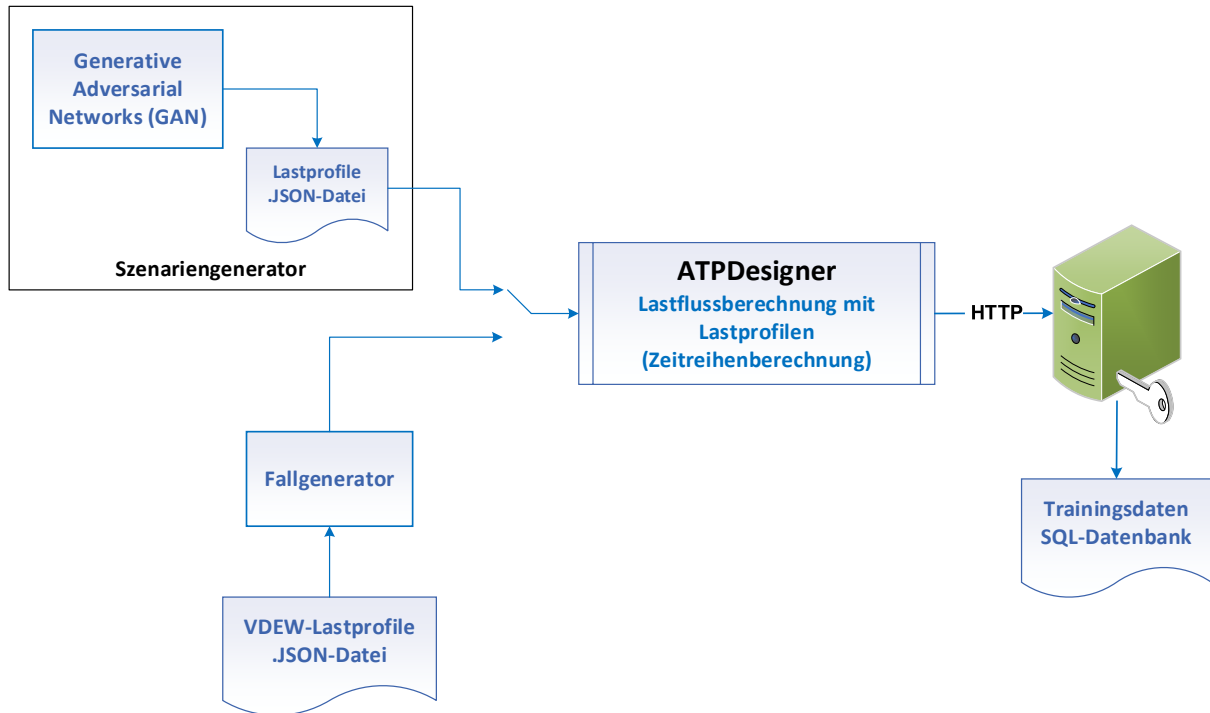 Generative
Adversarial
Networks (GAN)
Lastprofile
.JSON-Datei
Szenariengenerator
ATPDesigner
Lastflussberechnung mit
Lastprofilen
(Zeitreihenberechnung)
HTTP
Fallgenerator
Trainingsdaten
SQL-Datenbank
VDEW-Lastprofile
.JSON-Datei